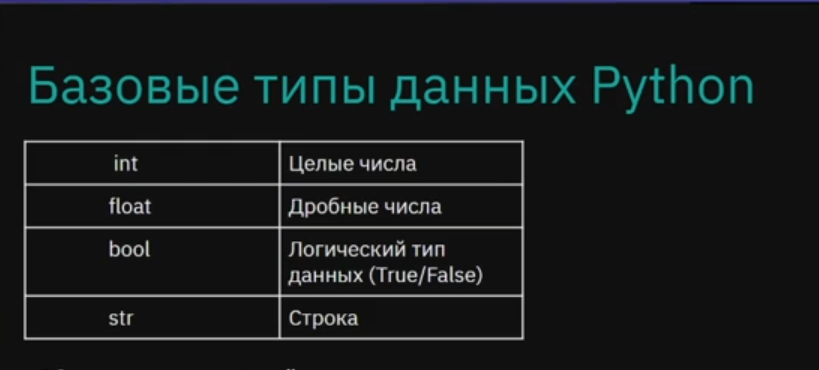 Базовые типы данных Python
int
Целые числа
float
Дробные числа
bool
Логический тип
данных (True/False)
str
Строка